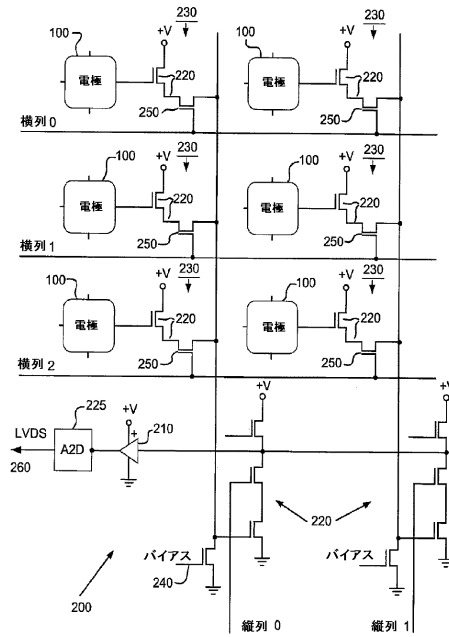 100 +V 230 100 +V 230
電極 220 電極 220
250 250
横列0
100 +V 230 100 +V 230
電極 220 電極 220
250 250
横列1
100 +V 230 +V 100 230
電極 220 電極 220
250 250
横列2
225 +V +V +V
LVDS A2D + 210
260
220
バイアス バイアス
240
200
縦列 0 縦列 1